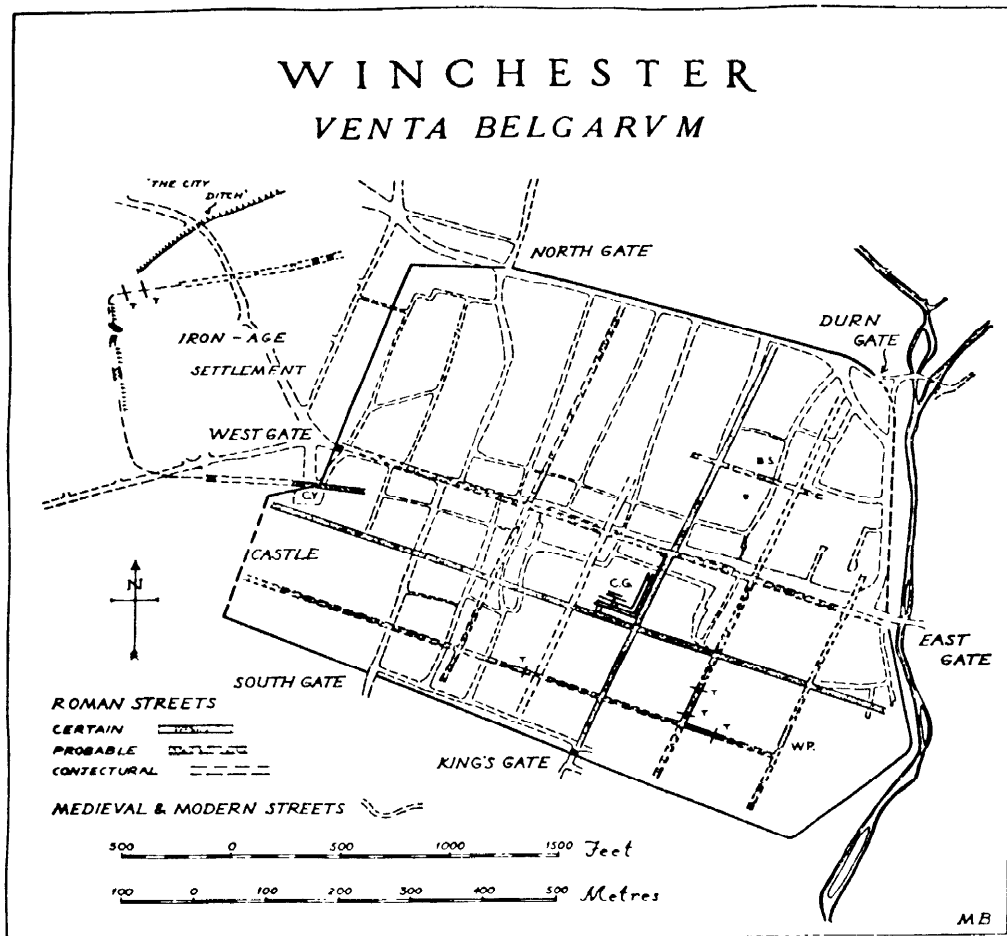 WINCHESTER
VENTA BELGARVM
'THE CITY
DITCH'
NORTH GATE
DURN
GATE
IRON-AGE
SETTLEMENT
WEST GATE
B.S.
C.Y.
CASTLE
C.G.
N
EAST
GATE
SOUTH GATE
ROMAN STREETS
CERTAIN
PROBABLE
CONJECTURAL
W.P.
KING'S GATE
MEDIEVAL & MODERN STREETS
500 0 500 1000 1500 Feet
100 0 100 200 300 400 500 Metres
MB